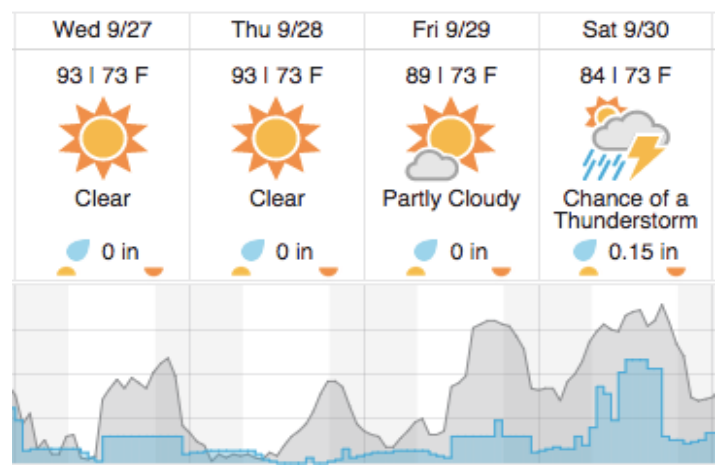 Wed 9/27
Thu 9/28
Fri 9/29
Sat 9/30
93 | 73 F
93 | 73 F
89 | 73 F
84 | 73 F
Clear
Clear
Partly Cloudy
Chance of a
Thunderstorm
0 in
0 in
0 in
0.15 in